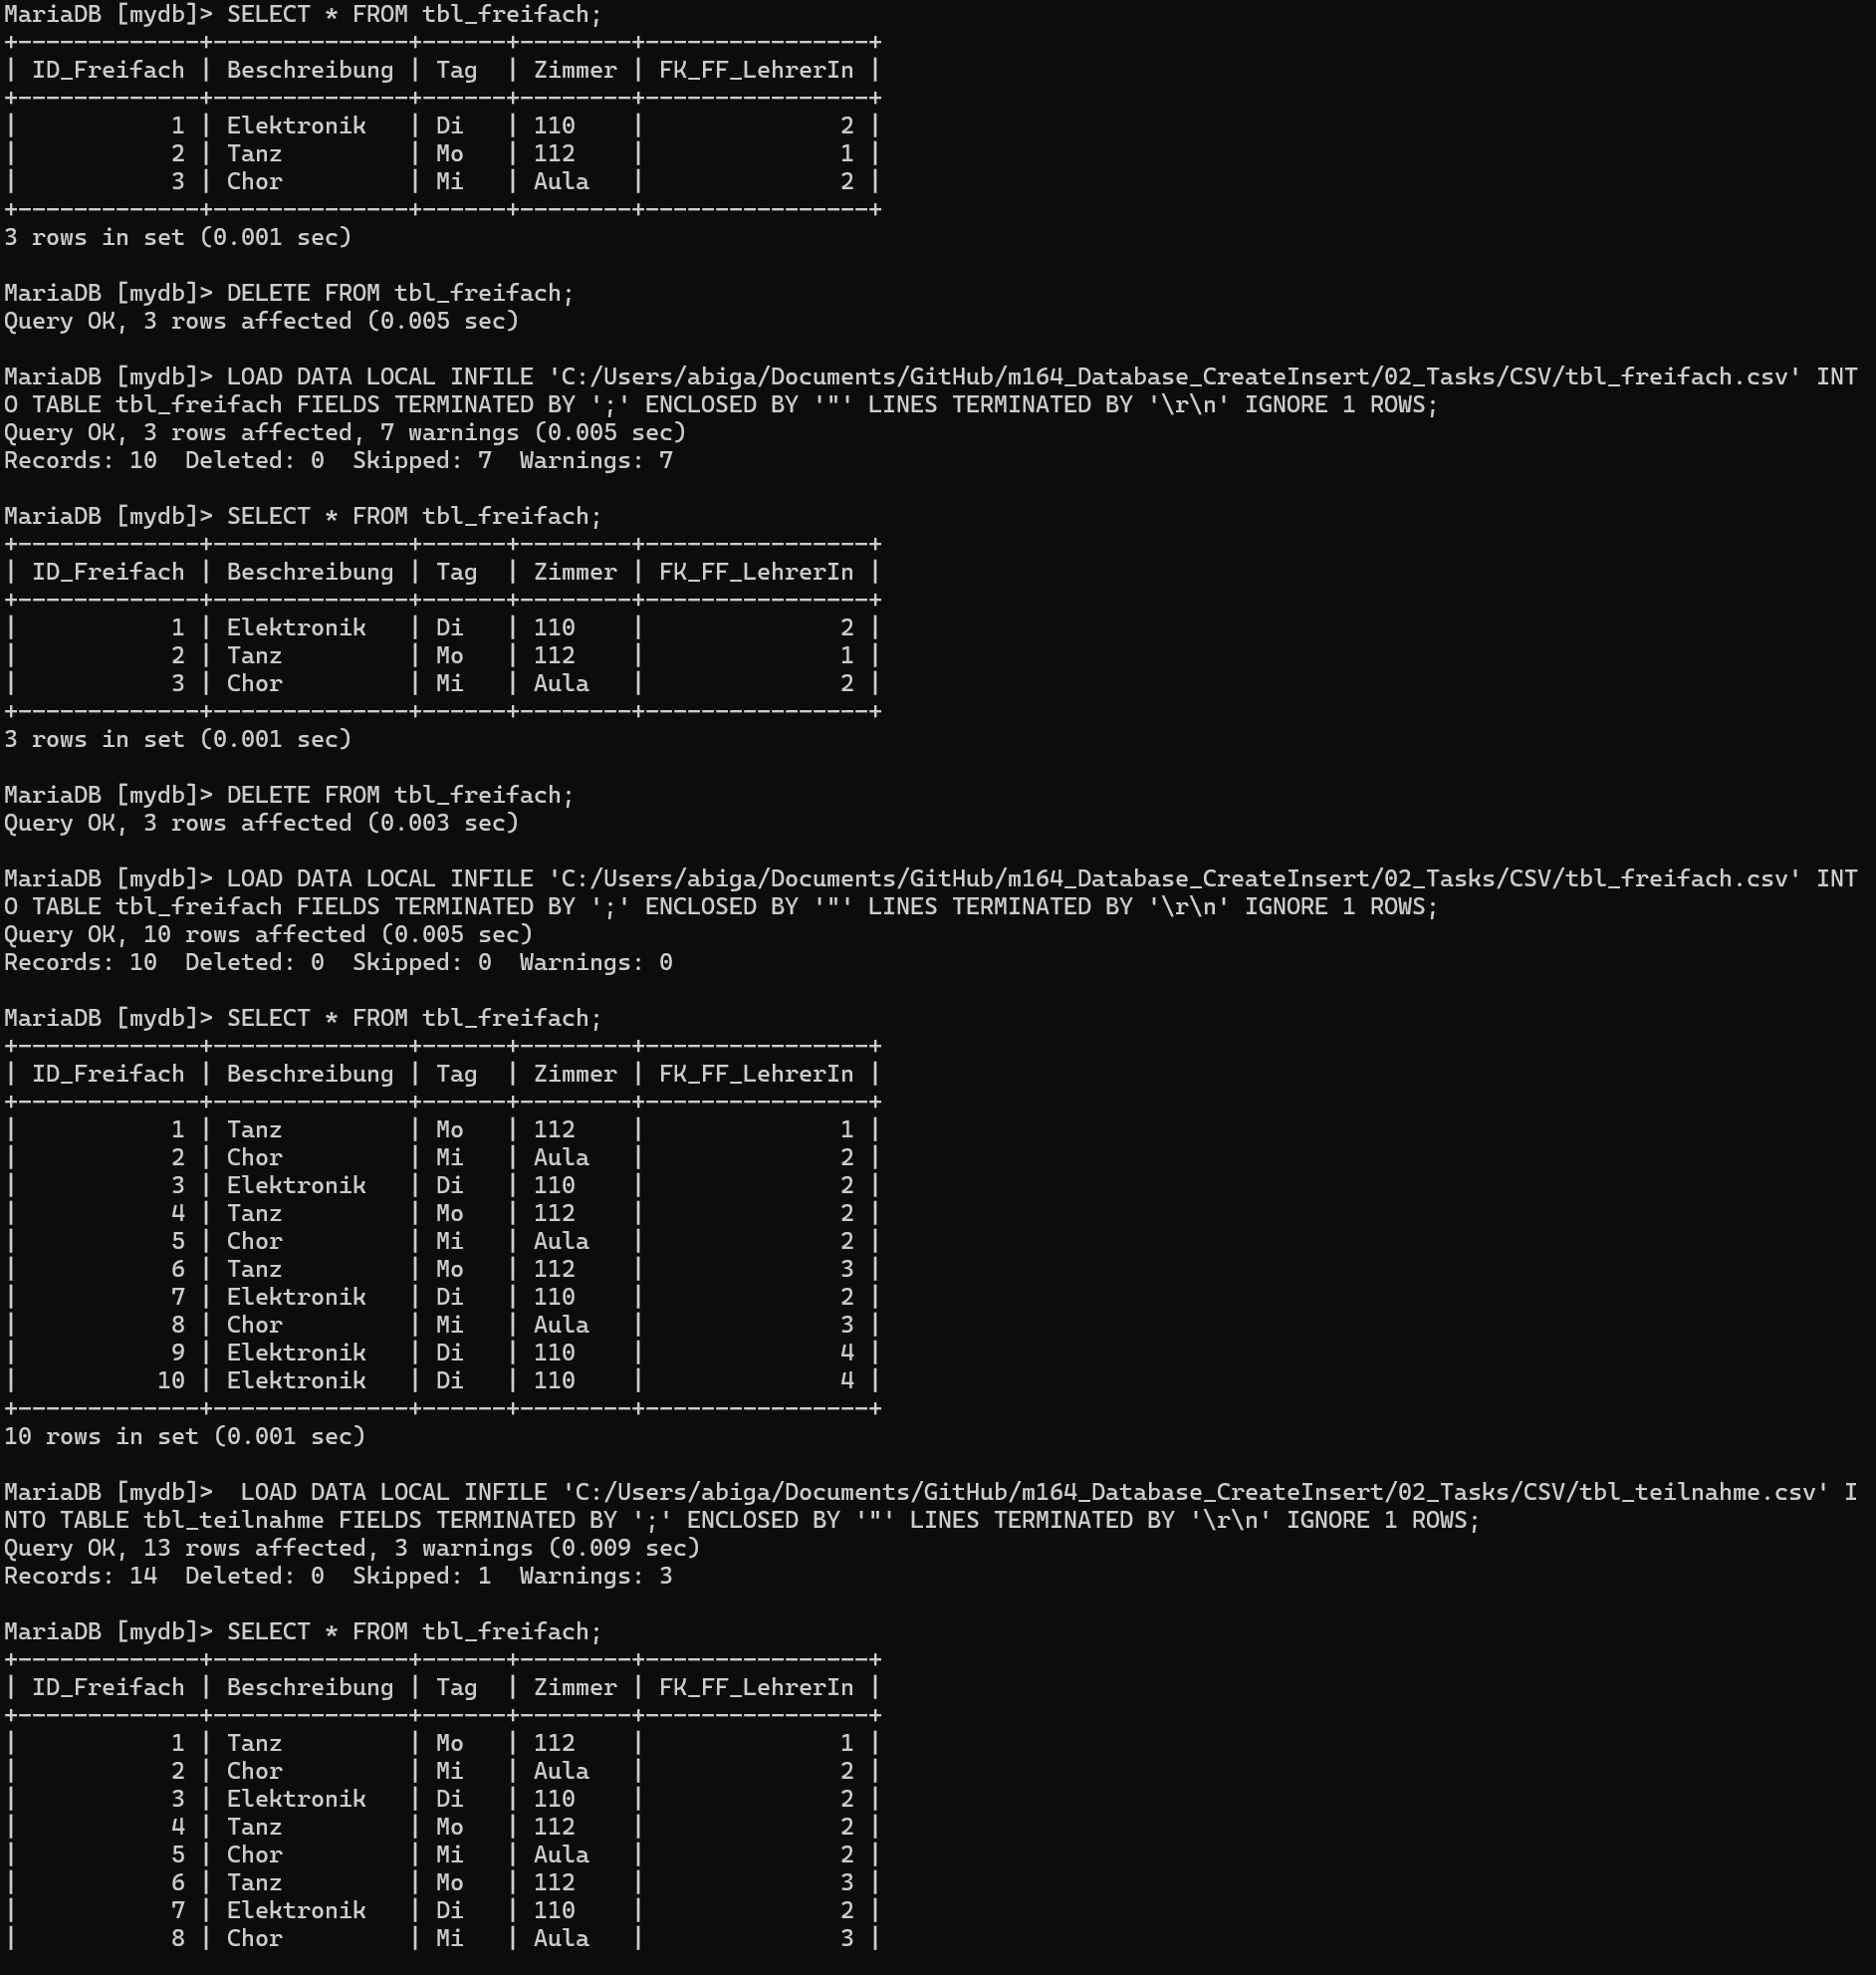 MariaDB [mydb]> SELECT * FROM tbl_freifach;
+-------------+--------------+------+--------+----------------+
| ID_Freifach | Beschreibung | Tag  | Zimmer | FK_FF_LehrerIn |
+-------------+--------------+------+--------+----------------+
|           1 | Elektronik   | Di   | 110    |              2 |
|           2 | Tanz         | Mo   | 112    |              1 |
|           3 | Chor         | Mi   | Aula   |              2 |
+-------------+--------------+------+--------+----------------+
3 rows in set (0.001 sec)

MariaDB [mydb]> DELETE FROM tbl_freifach;
Query OK, 3 rows affected (0.005 sec)

MariaDB [mydb]> LOAD DATA LOCAL INFILE 'C:/Users/abiga/Documents/GitHub/m164_Database_CreateInsert/02_Tasks/CSV/tbl_freifach.csv' INT
O TABLE tbl_freifach FIELDS TERMINATED BY ';' ENCLOSED BY '"' LINES TERMINATED BY '\r\n' IGNORE 1 ROWS;
Query OK, 3 rows affected, 7 warnings (0.005 sec)
Records: 10  Deleted: 0  Skipped: 7  Warnings: 7

MariaDB [mydb]> SELECT * FROM tbl_freifach;
+-------------+--------------+------+--------+----------------+
| ID_Freifach | Beschreibung | Tag  | Zimmer | FK_FF_LehrerIn |
+-------------+--------------+------+--------+----------------+
|           1 | Elektronik   | Di   | 110    |              2 |
|           2 | Tanz         | Mo   | 112    |              1 |
|           3 | Chor         | Mi   | Aula   |              2 |
+-------------+--------------+------+--------+----------------+
3 rows in set (0.001 sec)

MariaDB [mydb]> DELETE FROM tbl_freifach;
Query OK, 3 rows affected (0.003 sec)

MariaDB [mydb]> LOAD DATA LOCAL INFILE 'C:/Users/abiga/Documents/GitHub/m164_Database_CreateInsert/02_Tasks/CSV/tbl_freifach.csv' INT
O TABLE tbl_freifach FIELDS TERMINATED BY ';' ENCLOSED BY '"' LINES TERMINATED BY '\r\n' IGNORE 1 ROWS;
Query OK, 10 rows affected (0.005 sec)
Records: 10  Deleted: 0  Skipped: 0  Warnings: 0

MariaDB [mydb]> SELECT * FROM tbl_freifach;
+-------------+--------------+------+--------+----------------+
| ID_Freifach | Beschreibung | Tag  | Zimmer | FK_FF_LehrerIn |
+-------------+--------------+------+--------+----------------+
|           1 | Tanz         | Mo   | 112    |              1 |
|           2 | Chor         | Mi   | Aula   |              2 |
|           3 | Elektronik   | Di   | 110    |              2 |
|           4 | Tanz         | Mo   | 112    |              2 |
|           5 | Chor         | Mi   | Aula   |              2 |
|           6 | Tanz         | Mo   | 112    |              3 |
|           7 | Elektronik   | Di   | 110    |              2 |
|           8 | Chor         | Mi   | Aula   |              3 |
|           9 | Elektronik   | Di   | 110    |              4 |
|          10 | Elektronik   | Di   | 110    |              4 |
+-------------+--------------+------+--------+----------------+
10 rows in set (0.001 sec)

MariaDB [mydb]>  LOAD DATA LOCAL INFILE 'C:/Users/abiga/Documents/GitHub/m164_Database_CreateInsert/02_Tasks/CSV/tbl_teilnahme.csv' I
NTO TABLE tbl_teilnahme FIELDS TERMINATED BY ';' ENCLOSED BY '"' LINES TERMINATED BY '\r\n' IGNORE 1 ROWS;
Query OK, 13 rows affected, 3 warnings (0.009 sec)
Records: 14  Deleted: 0  Skipped: 1  Warnings: 3

MariaDB [mydb]> SELECT * FROM tbl_freifach;
+-------------+--------------+------+--------+----------------+
| ID_Freifach | Beschreibung | Tag  | Zimmer | FK_FF_LehrerIn |
+-------------+--------------+------+--------+----------------+
|           1 | Tanz         | Mo   | 112    |              1 |
|           2 | Chor         | Mi   | Aula   |              2 |
|           3 | Elektronik   | Di   | 110    |              2 |
|           4 | Tanz         | Mo   | 112    |              2 |
|           5 | Chor         | Mi   | Aula   |              2 |
|           6 | Tanz         | Mo   | 112    |              3 |
|           7 | Elektronik   | Di   | 110    |              2 |
|           8 | Chor         | Mi   | Aula   |              3 |